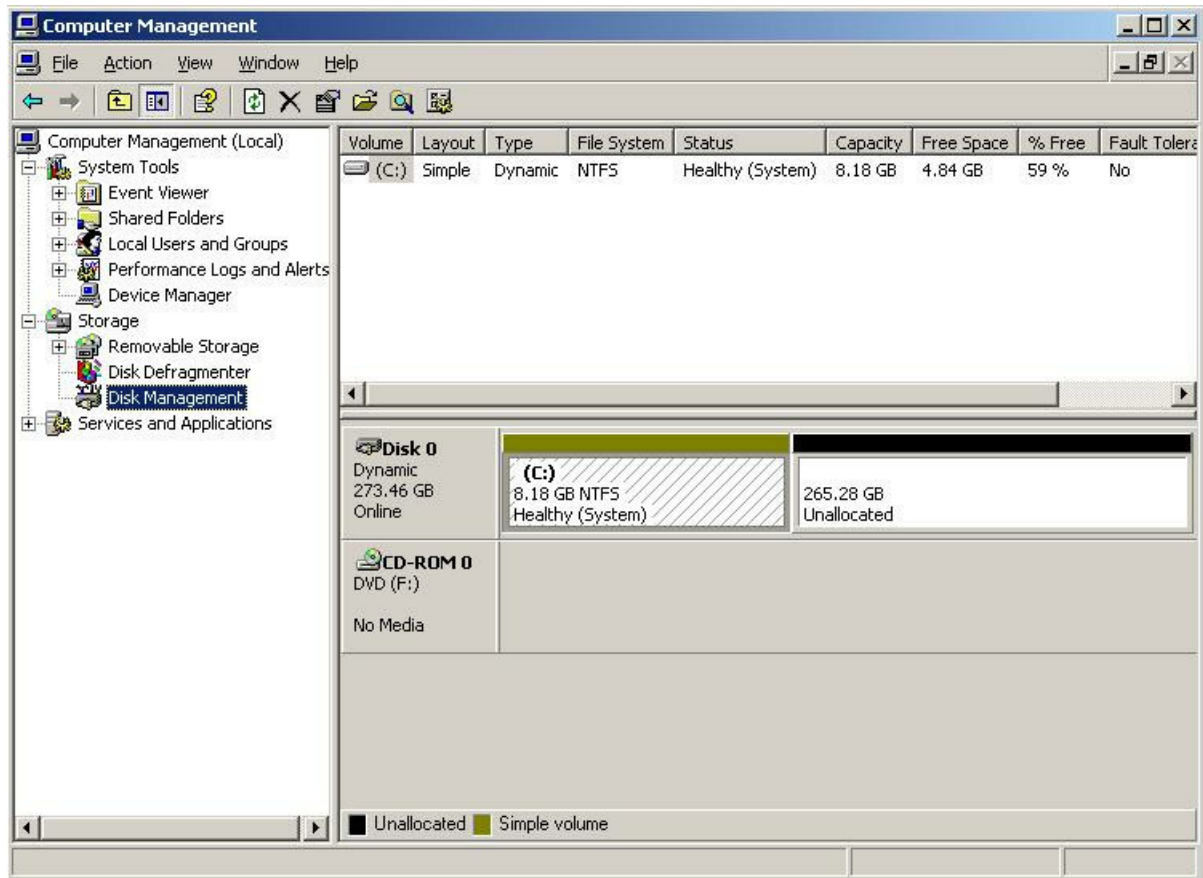 Computer Management
File Action View Window Help
Computer Management (Local)
System Tools
Event Viewer
Shared Folders
Local Users and Groups
Performance Logs and Alerts
Device Manager
Storage
Removable Storage
Disk Defragmenter
Disk Management
Services and Applications
Volume Layout Type File System Status Capacity Free Space % Free Fault Tolera
(C:) Simple Dynamic NTFS Healthy (System) 8.18 GB 4.84 GB 59 % No
Disk 0
Dynamic
273.46 GB
Online
(C:)
8.18 GB NTFS
Healthy (System)
265.28 GB
Unallocated
CD-ROM 0
DVD (F:)
No Media
Unallocated Simple volume